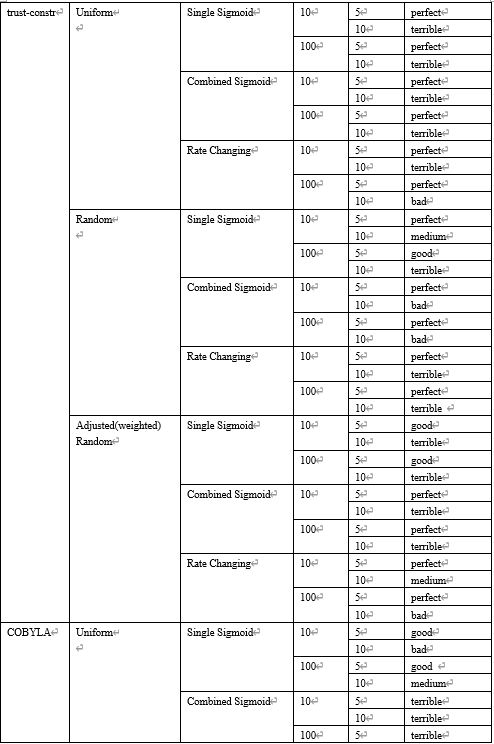 trust-constr Uniform Single Sigmoid 10 5 perfect
10 terrible
100 5 perfect
10 terrible
Combined Sigmoid 10 5 perfect
10 terrible
100 5 perfect
10 terrible
Rate Changing 10 5 perfect
10 terrible
100 5 perfect
10 bad
Random Single Sigmoid 10 5 perfect
10 medium
100 5 good
10 terrible
Combined Sigmoid 10 5 perfect
10 bad
100 5 perfect
10 bad
Rate Changing 10 5 perfect
10 terrible
100 5 perfect
10 terrible
Adjusted(weighted) Single Sigmoid 10 5 good
Random 10 terrible
100 5 good
10 terrible
Combined Sigmoid 10 5 perfect
10 terrible
100 5 perfect
10 terrible
Rate Changing 10 5 perfect
10 medium
100 5 perfect
10 bad
COBYLA Uniform Single Sigmoid 10 5 good
10 bad
100 5 good
10 medium
Combined Sigmoid 10 5 terrible
10 terrible
100 5 terrible